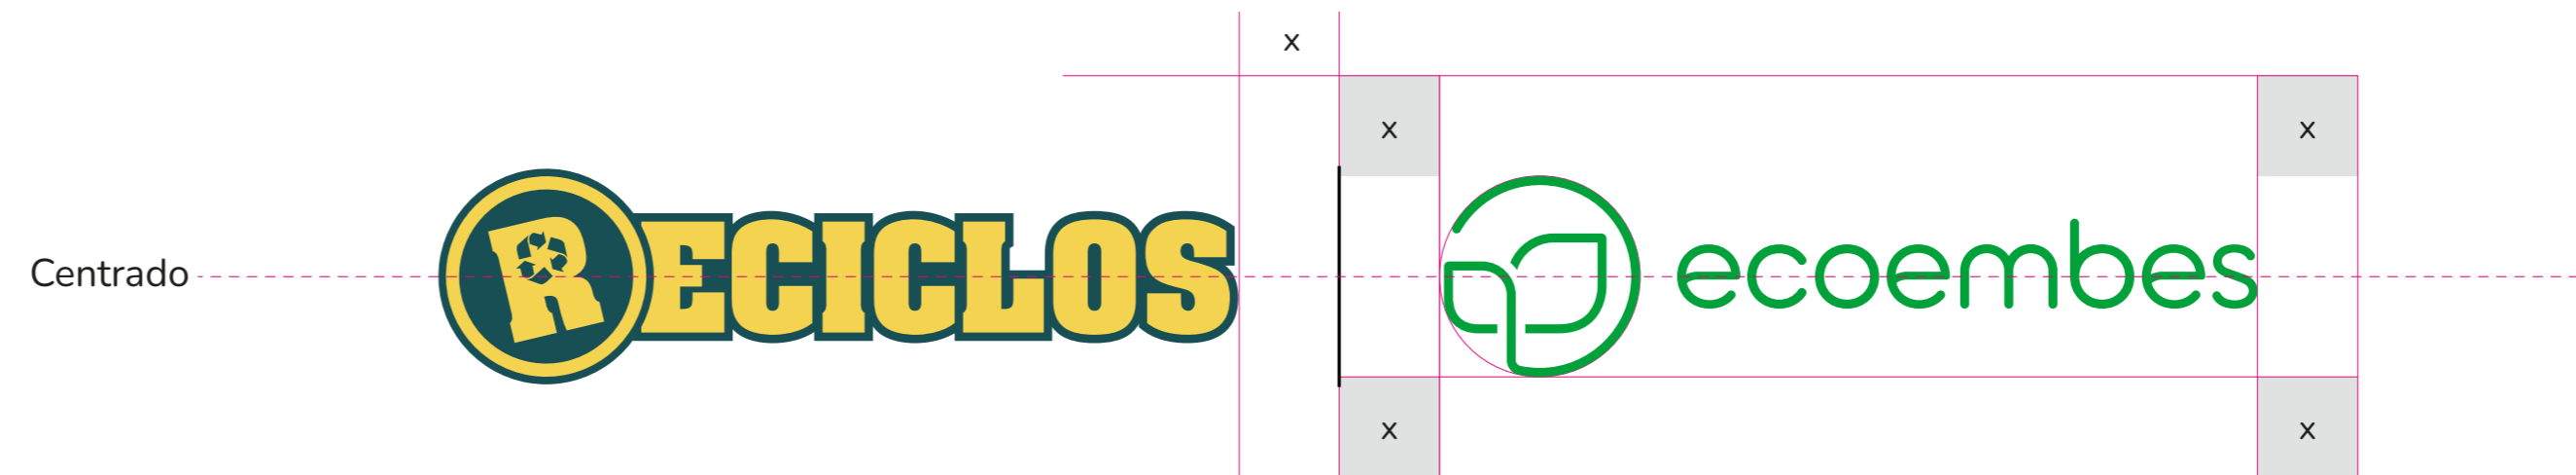 x
x x
Centrado RECICLOS ecoembes
x x